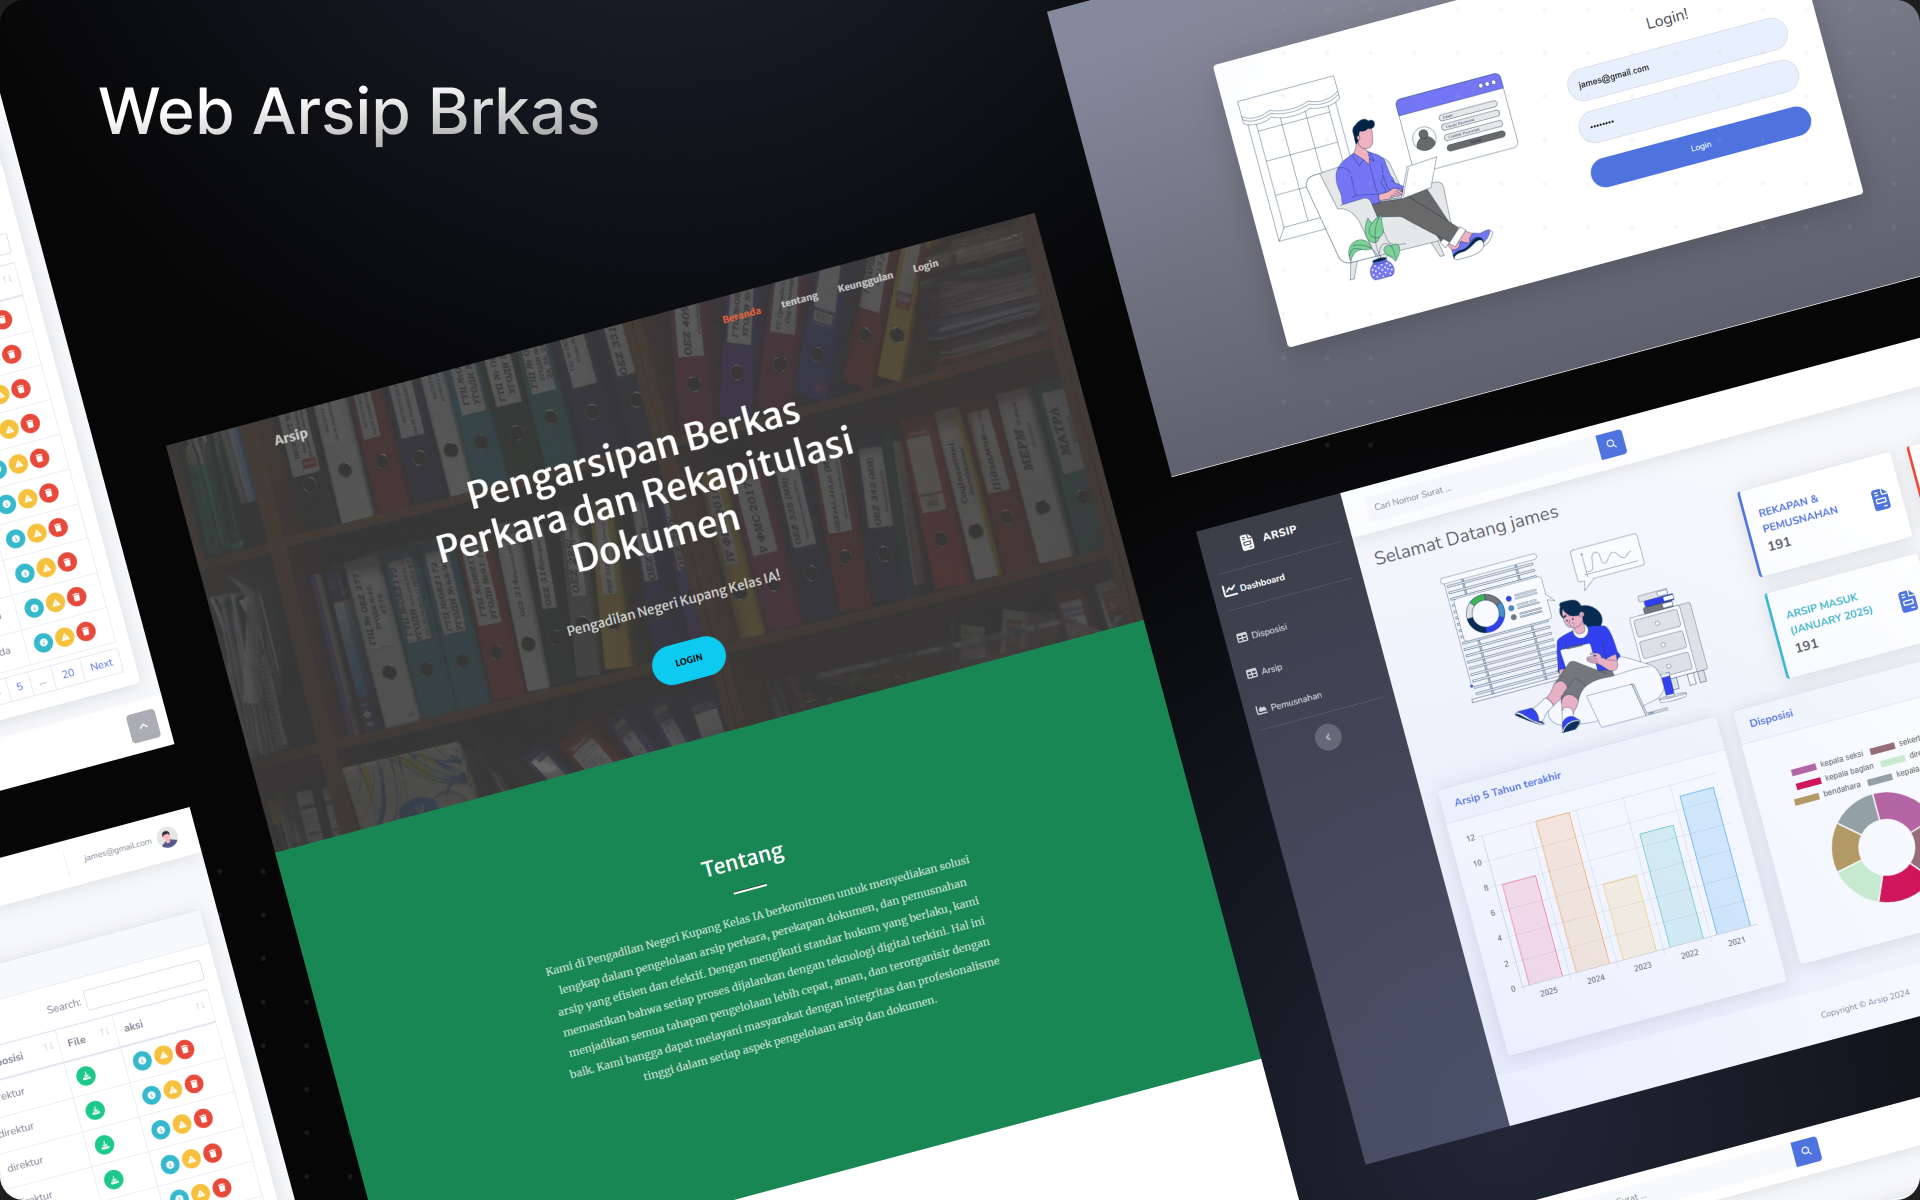 Web Arsip Brkas
Login!
james@gmail.com
Login
Beranda
tentang
Keunggulan
Login
Arsip
Pengarsipan Berkas
Perkara dan Rekapitulasi
Dokumen
Pengadilan Negeri Kupang Kelas IA!
LOGIN
Tentang
Kami di Pengadilan Negeri Kupang Kelas IA berkomitmen untuk menyediakan solusi
lengkap dalam pengelolaan arsip perkara, perekapan dokumen, dan pemusnahan
arsip yang efisien dan efektif. Dengan mengikuti standar hukum yang berlaku, kami
memastikan bahwa setiap proses dijalankan dengan teknologi digital terkini. Hal ini
menjadikan semua tahapan pengelolaan lebih cepat, aman, dan terorganisir dengan
baik. Kami bangga dapat melayani masyarakat dengan integritas dan profesionalisme
tinggi dalam setiap aspek pengelolaan arsip dan dokumen.
5
...
20
Next
james@gmail.com
Search:
File
aksi
direktur
direktur
ARSIP
Dashboard
Disposisi
Arsip
Pemusnahan
Cari Nomor Surat ...
Selamat Datang james
REKAPAN &
PEMUSNAHAN
191
ARSIP MASUK
(JANUARY 2025)
191
Arsip 5 Tahun terakhir
12
10
8
6
4
2
0
2025
2024
2023
2022
2021
Disposisi
kepala seksi
kepala bagian
bendahara
kepala
Copyright © Arsip 2024